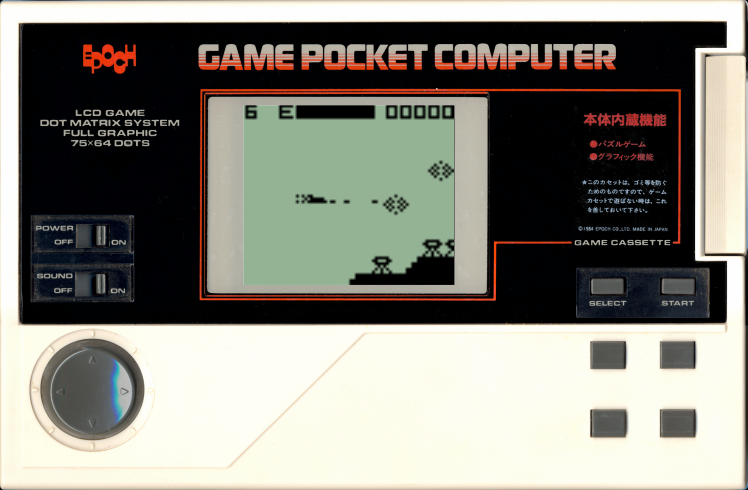 EPOCH
GAME POCKET COMPUTER
LCD GAME
DOT MATRIX SYSTEM
FULL GRAPHIC
75×64 DOTS
6 E 00000
本体内蔵機能
●パズルゲーム
●グラフィック機能
★このカセットは、ゴミ等を防ぐ
ためのものですので、ゲーム
カセットで遊ばない時は、これ
を差しておいて下さい。
©1984 EPOCH CO.,LTD. MADE IN JAPAN
GAME CASSETTE
POWER
OFF ON
SOUND
OFF ON
SELECT START